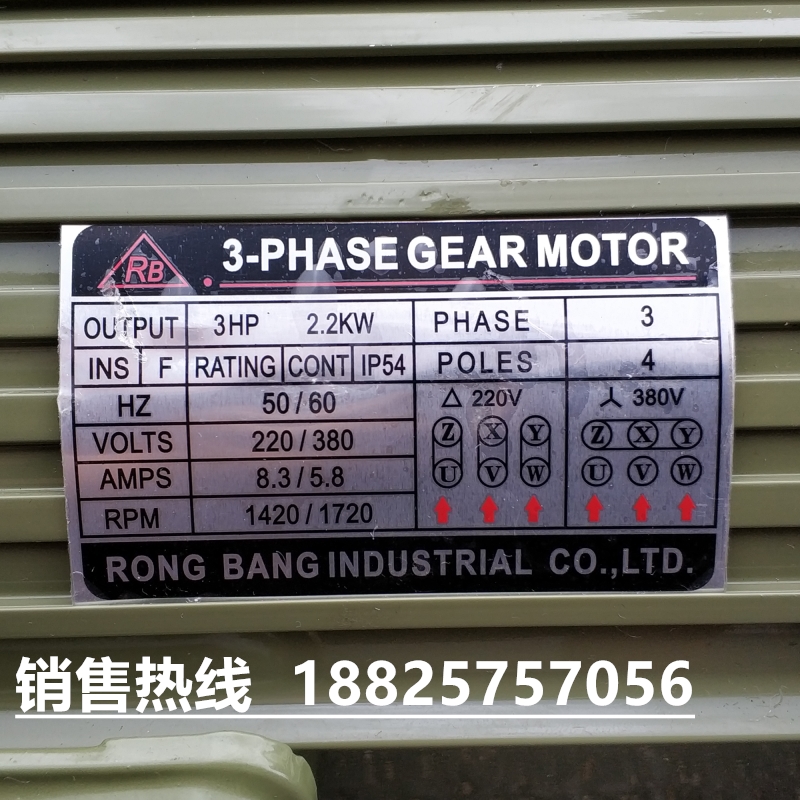 RB 3-PHASE GEAR MOTOR
OUTPUT 3HP 2.2KW PHASE 3
INS F RATING CONT IP54 POLES 4
HZ 50/60 △ 220V 人 380V
VOLTS 220/380 Z X Y Z X Y
AMPS 8.3/5.8 U V W U V W
RPM 1420/1720
RONG BANG INDUSTRIAL CO.,LTD.
销售热线 18825757056